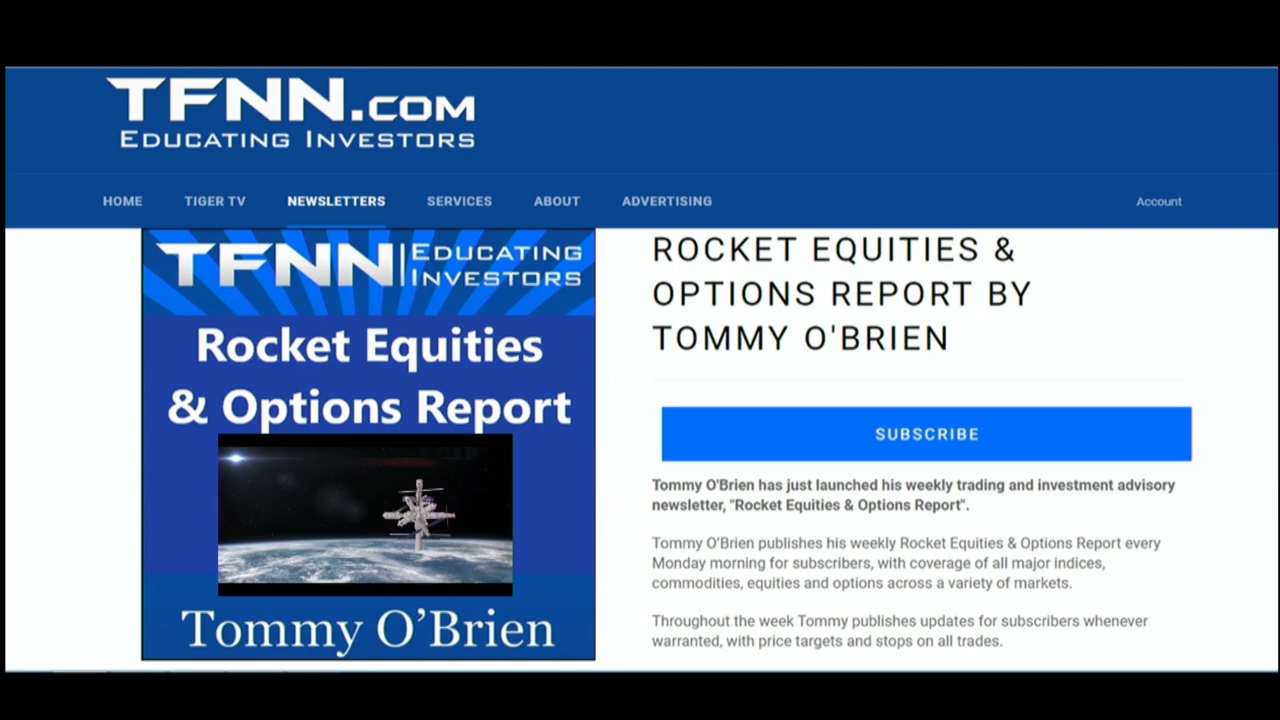 TFNN.COM
EDUCATING INVESTORS
HOME TIGER TV NEWSLETTERS SERVICES ABOUT ADVERTISING Account
TFNN EDUCATING
INVESTORS
Rocket Equities
& Options Report
Tommy O’Brien
ROCKET EQUITIES &
OPTIONS REPORT BY
TOMMY O'BRIEN
SUBSCRIBE
Tommy O'Brien has just launched his weekly trading and investment advisory
newsletter, "Rocket Equities & Options Report".
Tommy O’Brien publishes his weekly Rocket Equities & Options Report every
Monday morning for subscribers, with coverage of all major indices,
commodities, equities and options across a variety of markets.
Throughout the week Tommy publishes updates for subscribers whenever
warranted, with price targets and stops on all trades.